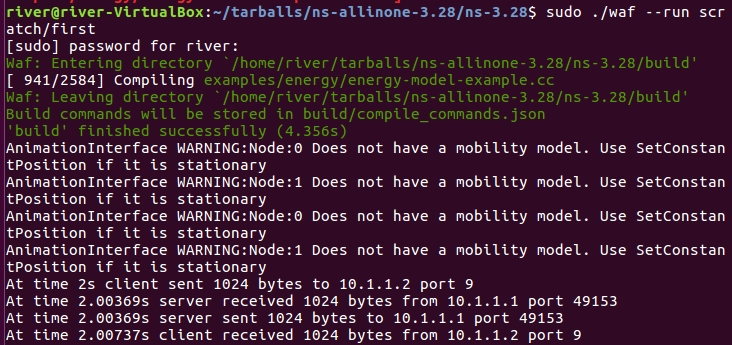 river@river-VirtualBox:~/tarballs/ns-allinone-3.28/ns-3.28$ sudo ./waf --run scr
atch/first
[sudo] password for river:
Waf: Entering directory `/home/river/tarballs/ns-allinone-3.28/ns-3.28/build'
[ 941/2584] Compiling examples/energy/energy-model-example.cc
Waf: Leaving directory `/home/river/tarballs/ns-allinone-3.28/ns-3.28/build'
Build commands will be stored in build/compile_commands.json
'build' finished successfully (4.356s)
AnimationInterface WARNING:Node:0 Does not have a mobility model. Use SetConstan
tPosition if it is stationary
AnimationInterface WARNING:Node:1 Does not have a mobility model. Use SetConstan
tPosition if it is stationary
AnimationInterface WARNING:Node:0 Does not have a mobility model. Use SetConstan
tPosition if it is stationary
AnimationInterface WARNING:Node:1 Does not have a mobility model. Use SetConstan
tPosition if it is stationary
At time 2s client sent 1024 bytes to 10.1.1.2 port 9
At time 2.00369s server received 1024 bytes from 10.1.1.1 port 49153
At time 2.00369s server sent 1024 bytes to 10.1.1.1 port 49153
At time 2.00737s client received 1024 bytes from 10.1.1.2 port 9